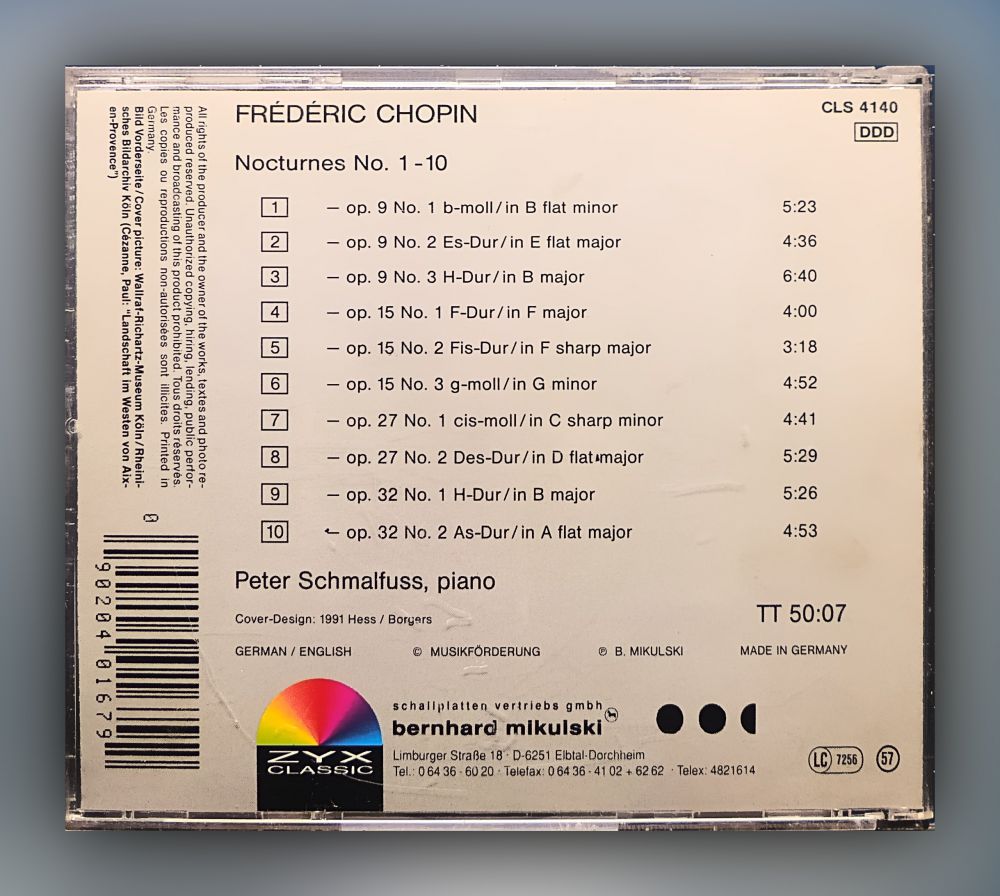 FRÉDÉRIC CHOPIN
CLS 4140
DDD
Nocturnes No. 1-10
1 – op. 9 No. 1 b-moll/in B flat minor 5:23
2 – op. 9 No. 2 Es-Dur/in E flat major 4:36
3 – op. 9 No. 3 H-Dur/in B major 6:40
4 – op. 15 No. 1 F-Dur/in F major 4:00
5 – op. 15 No. 2 Fis-Dur/in F sharp major 3:18
6 – op. 15 No. 3 g-moll/in G minor 4:52
7 – op. 27 No. 1 cis-moll/in C sharp minor 4:41
8 – op. 27 No. 2 Des-Dur/in D flat major 5:29
9 – op. 32 No. 1 H-Dur/in B major 5:26
10 – op. 32 No. 2 As-Dur/in A flat major 4:53
Peter Schmalfuss, piano
TT 50:07
Cover-Design: 1991 Hess / Borgers
GERMAN / ENGLISH © MUSIKFÖRDERUNG ℗ B. MIKULSKI MADE IN GERMANY
ZYX
CLASSIC
schallplatten vertriebs gmbh
bernhard mikulski
Limburger Straße 18 · D-6251 Elbtal-Dorchheim
Tel.: 0 64 36 - 60 20 · Telefax: 0 64 36 - 41 02 + 62 62 · Telex: 4821614
LC 7256
57
All rights of the producer and the owner of the works, textes and photo re-
produced reserved. Unauthorized copying, hiring, lending, public perfor-
mance and broadcasting of this product prohibited. Tous droits réservés.
Les copies ou reproductions non-autorisées sont illicites. Printed in
Germany.
Bild Vorderseite/Cover picture: Wallraf-Richartz-Museum Köln/Rheini-
sches Bildarchiv Köln (Cézanne, Paul: "Landschaft im Westen von Aix-
en-Provence")
0
90204 01679